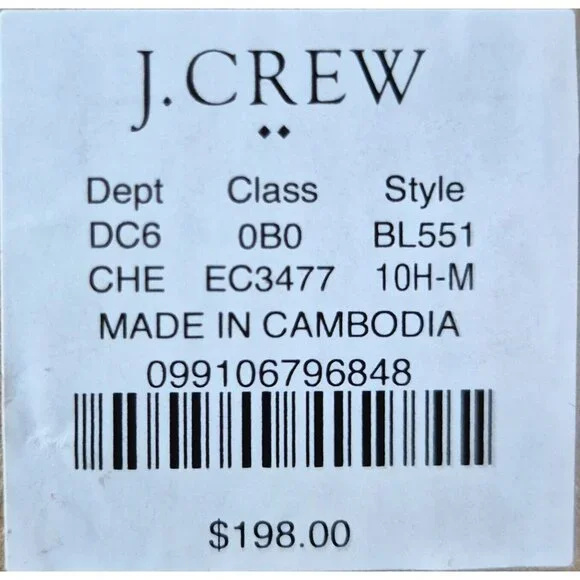 J.CREW
Dept Class Style
DC6 0B0 BL551
CHE EC3477 10H-M
MADE IN CAMBODIA
099106796848
$198.00